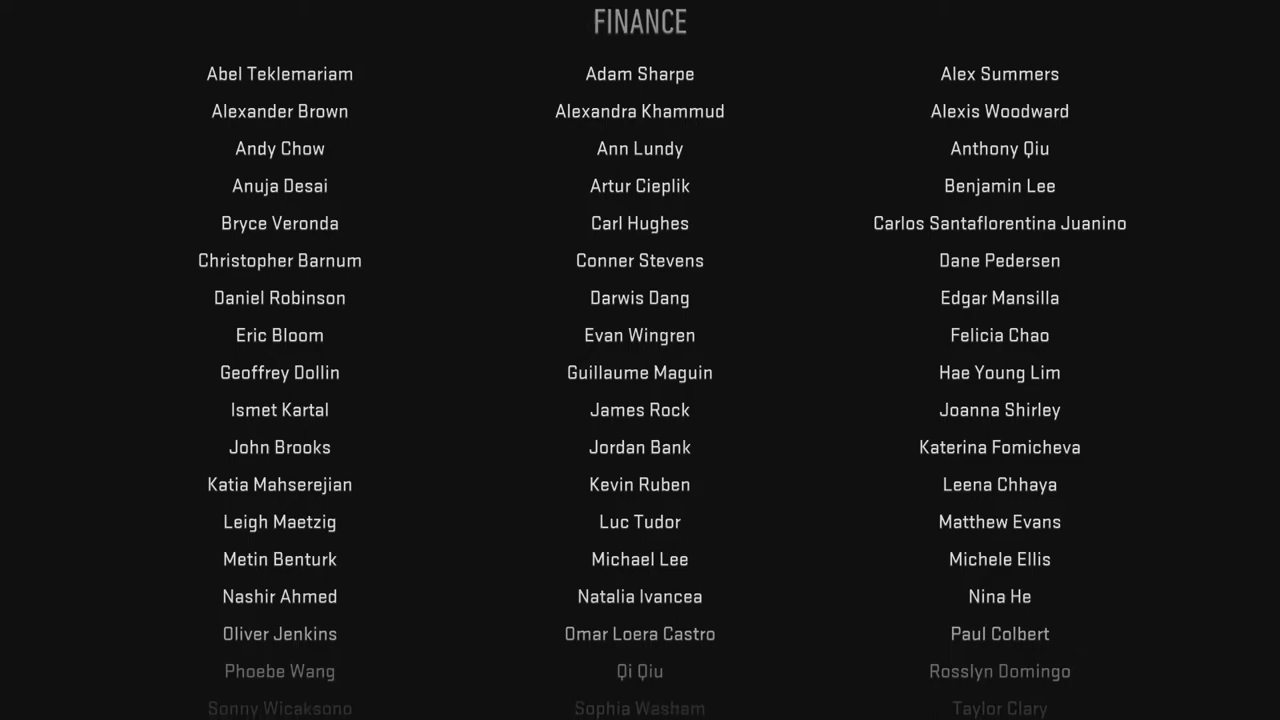 FINANCE
Abel Teklemariam Adam Sharpe Alex Summers
Alexander Brown Alexandra Khammud Alexis Woodward
Andy Chow Ann Lundy Anthony Qiu
Anuja Desai Artur Cieplik Benjamin Lee
Bryce Veronda Carl Hughes Carlos Santaflorentina Juanino
Christopher Barnum Conner Stevens Dane Pedersen
Daniel Robinson Darwis Dang Edgar Mansilla
Eric Bloom Evan Wingren Felicia Chao
Geoffrey Dollin Guillaume Maguin Hae Young Lim
Ismet Kartal James Rock Joanna Shirley
John Brooks Jordan Bank Katerina Fomicheva
Katia Mahserejian Kevin Ruben Leena Chhaya
Leigh Maetzig Luc Tudor Matthew Evans
Metin Benturk Michael Lee Michele Ellis
Nashir Ahmed Natalia Ivancea Nina He
Oliver Jenkins Omar Loera Castro Paul Colbert
Phoebe Wang Qi Qiu Rosslyn Domingo
Sonny Wicaksono Sophia Washam Taylor Clary